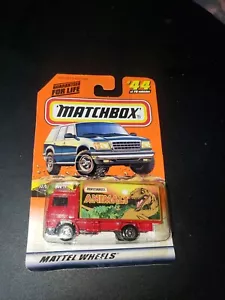 GUARANTEED
FOR LIFE
#44
MATCHBOX
MATCHBOX
ANIMALS
MATTEL WHEELS